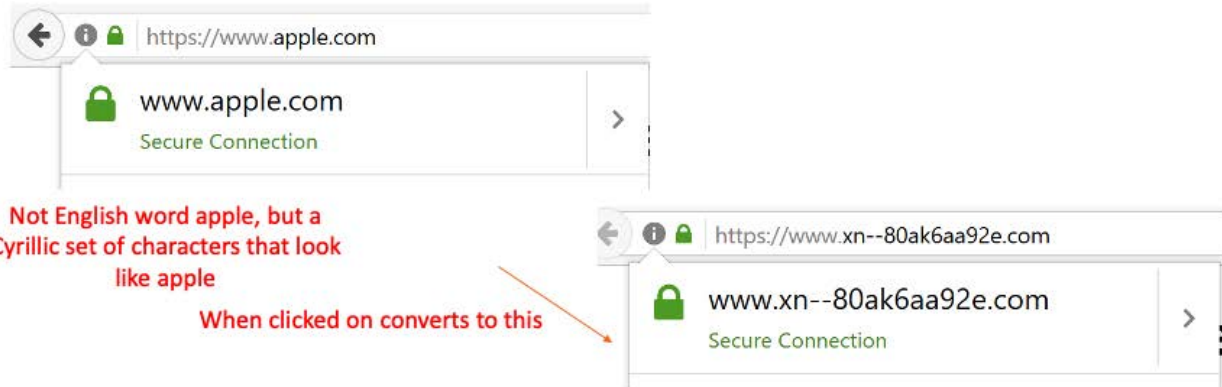 https://www.apple.com
www.apple.com
Secure Connection
Not English word apple, but a
Cyrillic set of characters that look
like apple
When clicked on converts to this
https://www.xn--80ak6aa92e.com
www.xn--80ak6aa92e.com
Secure Connection